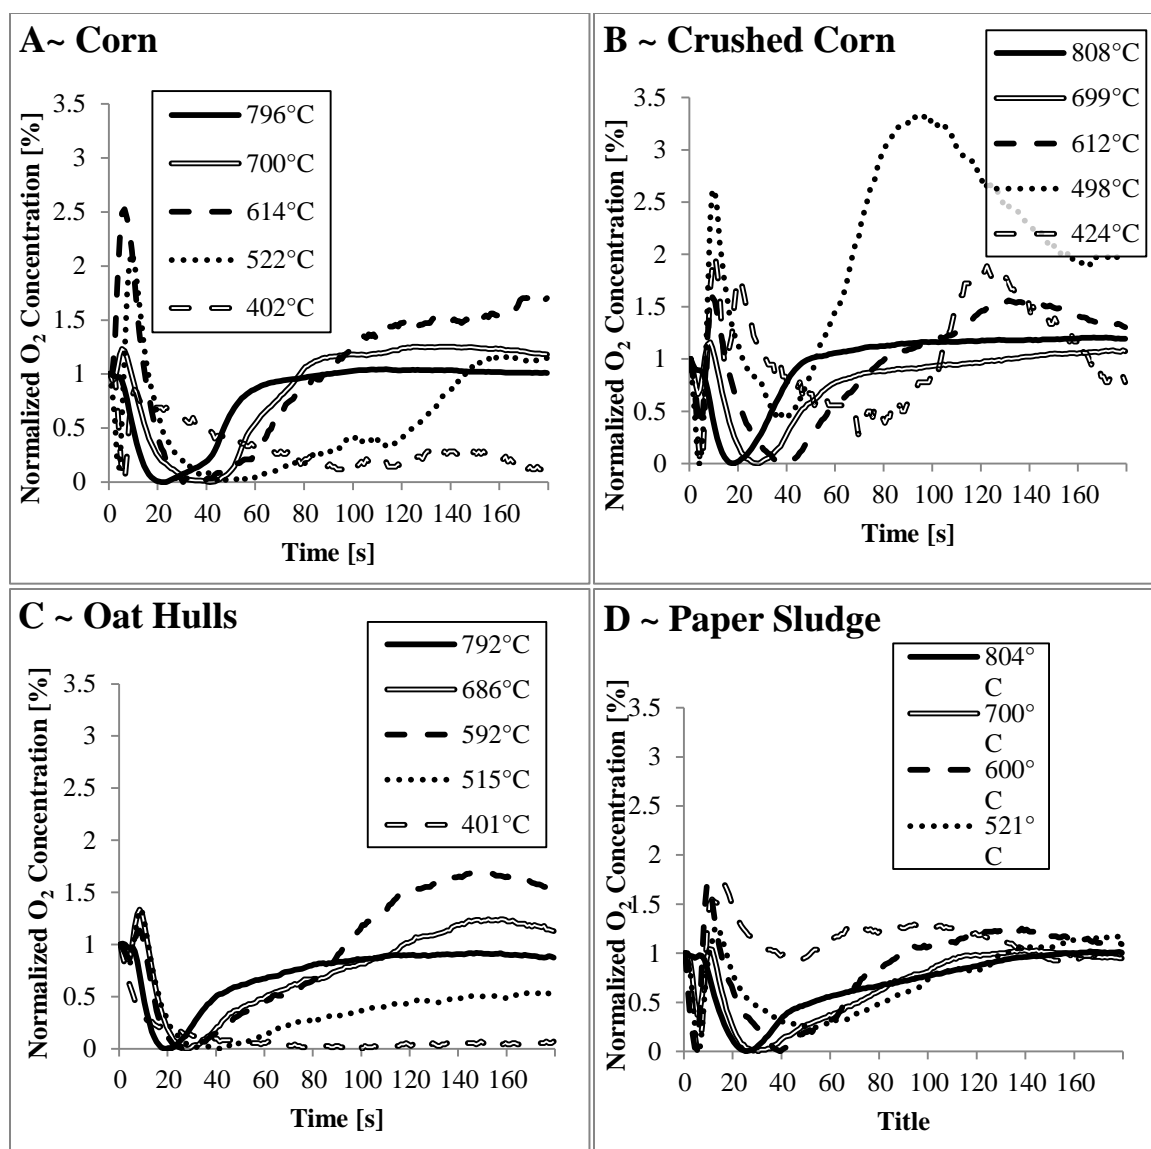 A~ Corn
Normalized O2 Concentration [%]
3.5
3
2.5
2
1.5
1
0.5
0
796°C
700°C
614°C
522°C
402°C
0 20 40 60 80 100 120 140 160
Time [s]
B ~ Crushed Corn
Normalized O2 Concentration [%]
3.5
3
2.5
2
1.5
1
0.5
0
808°C
699°C
612°C
498°C
424°C
0 20 40 60 80 100 120 140 160
Time [s]
C ~ Oat Hulls
Normalized O2 Concentration [%]
3.5
3
2.5
2
1.5
1
0.5
0
792°C
686°C
592°C
515°C
401°C
0 20 40 60 80 100 120 140 160
Time [s]
D ~ Paper Sludge
Normalized O2 Concentration [%]
3.5
3
2.5
2
1.5
1
0.5
0
804°
C
700°
C
600°
C
521°
C
0 20 40 60 80 100 120 140 160
Title